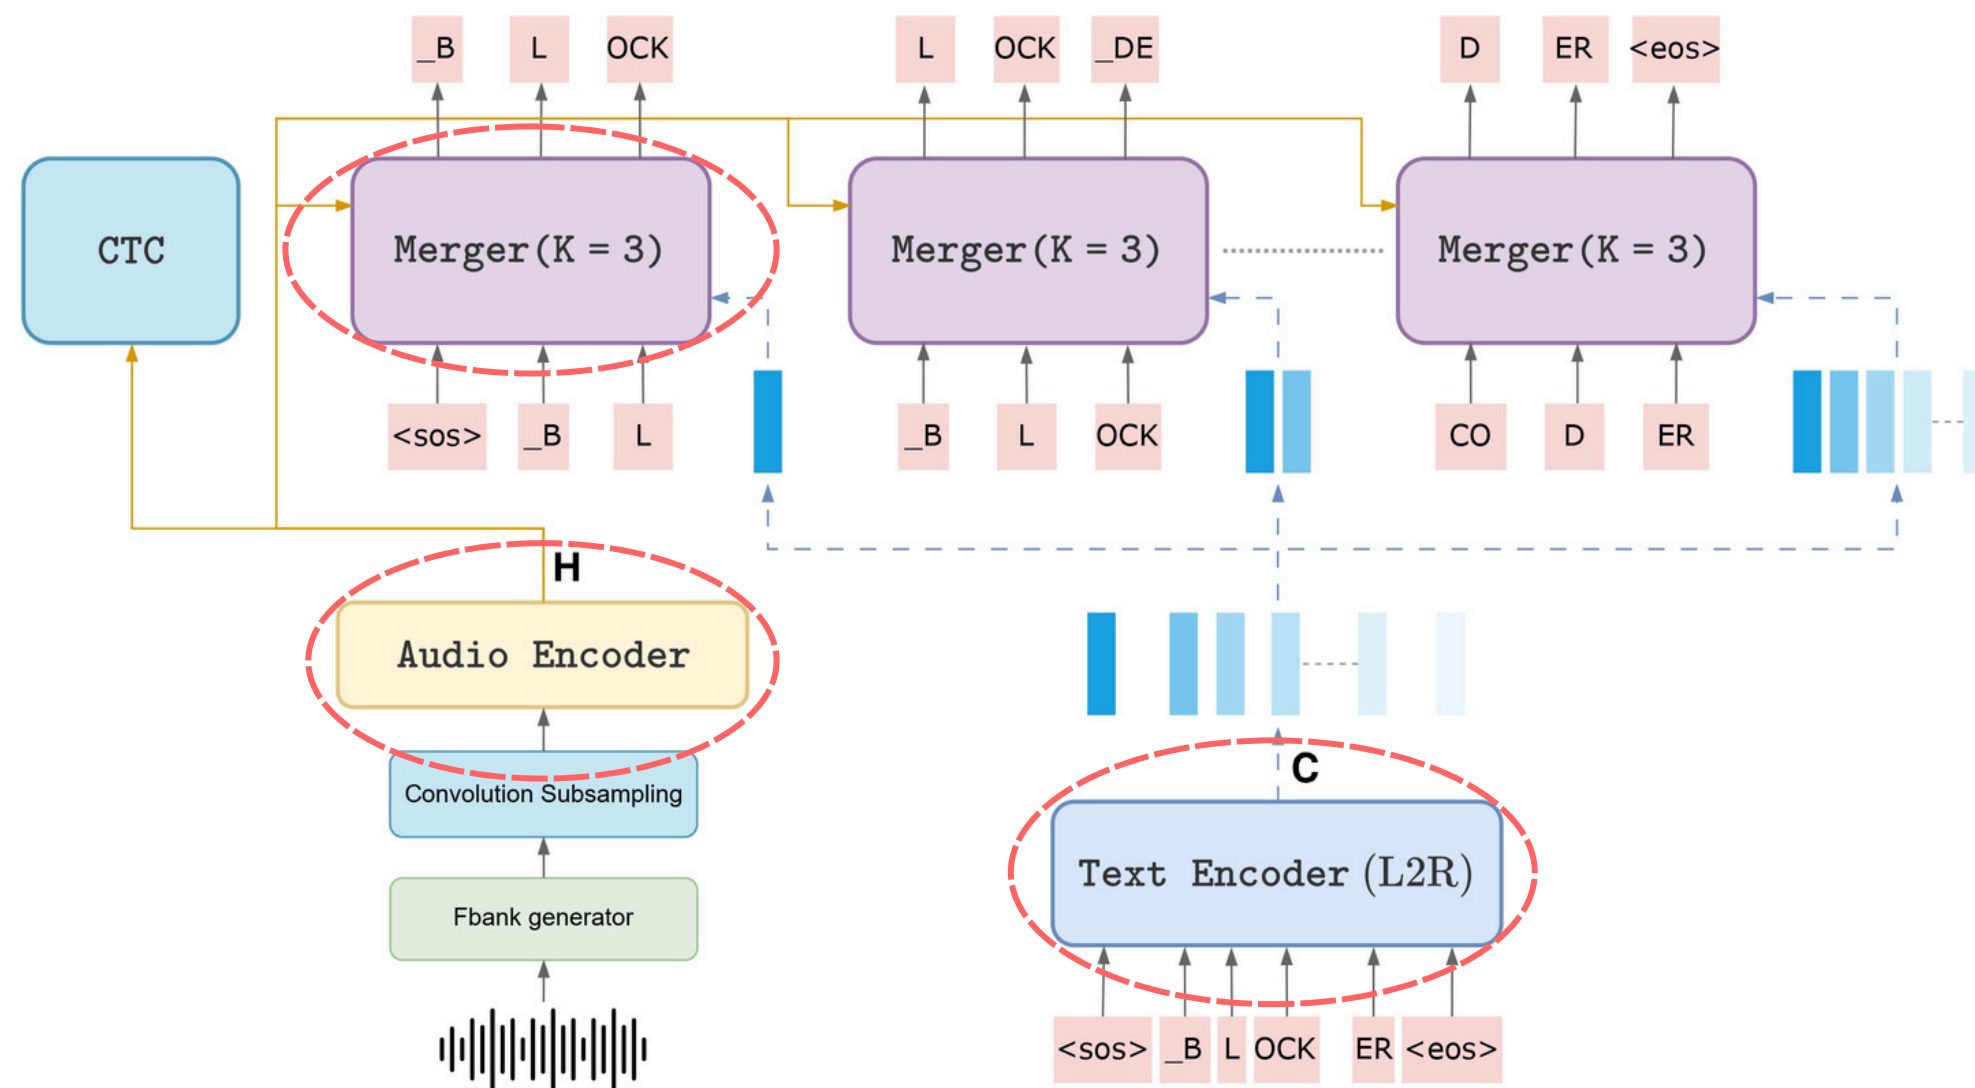 _B L OCK L OCK _DE D ER <eos>
CTC Merger(K = 3) Merger(K = 3) Merger(K = 3)
<sos> _B L _B L OCK CO D ER
H
Audio Encoder
C
Convolution Subsampling
Text Encoder (L2R)
Fbank generator
<sos> _B L OCK ER <eos>